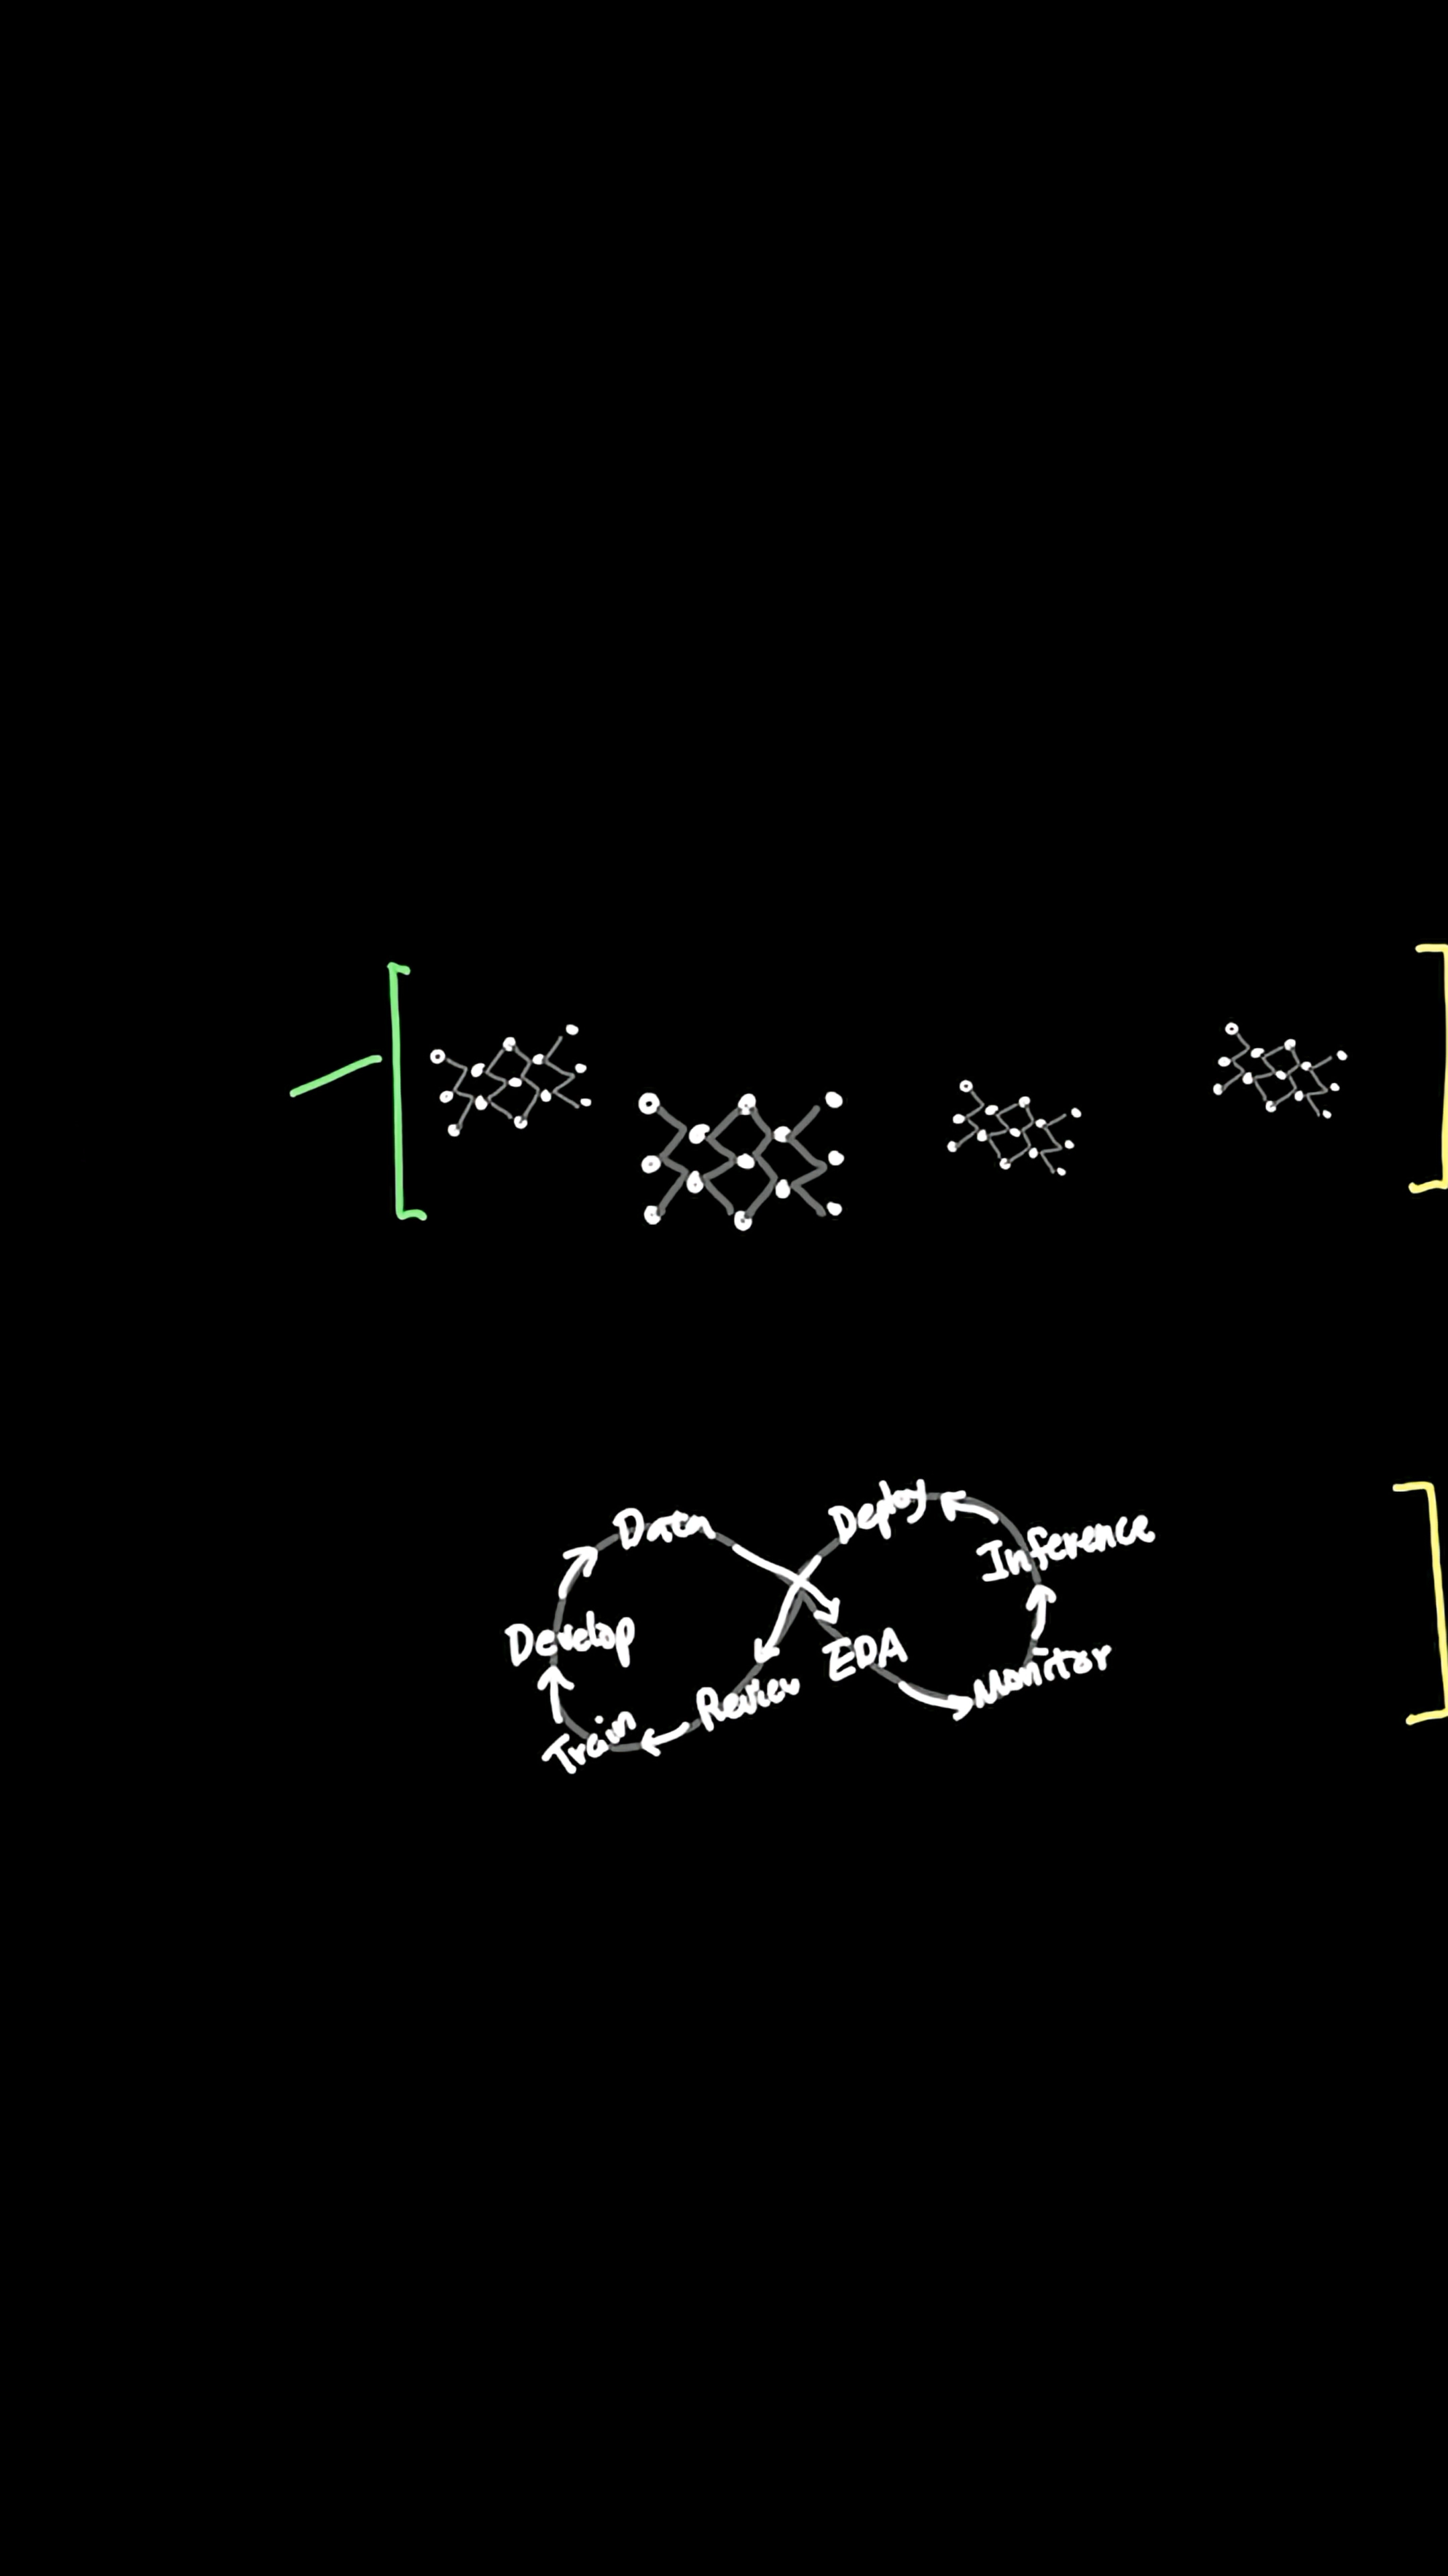 Data
Deploy
Inference
Develop
EDA
Monitor
Review
Train